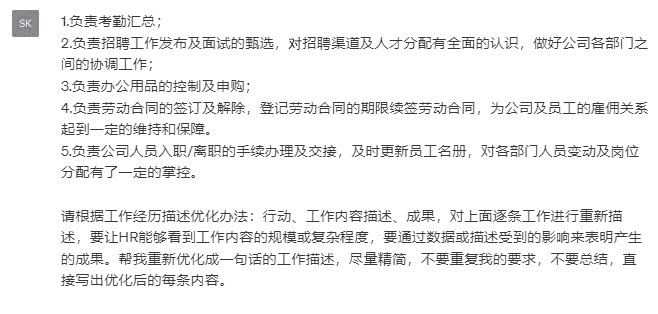 SK
1.负责考勤汇总；
2.负责招聘工作发布及面试的甄选，对招聘渠道及人才分配有全面的认识，做好公司各部门之
间的协调工作；
3.负责办公用品的控制及申购；
4.负责劳动合同的签订及解除，登记劳动合同的期限续签劳动合同，为公司及员工的雇佣关系
起到一定的维持和保障。
5.负责公司人员入职/离职的手续办理及交接，及时更新员工名册，对各部门人员变动及岗位
分配有了一定的掌控。
请根据工作经历描述优化办法：行动、工作内容描述、成果，对上面逐条工作进行重新描
述，要让HR能够看到工作内容的规模或复杂程度，要通过数据或描述受到的影响来表明产生
的成果。帮我重新优化成一句话的工作描述，尽量精简，不要重复我的要求，不要总结，直
接写出优化后的每条内容。